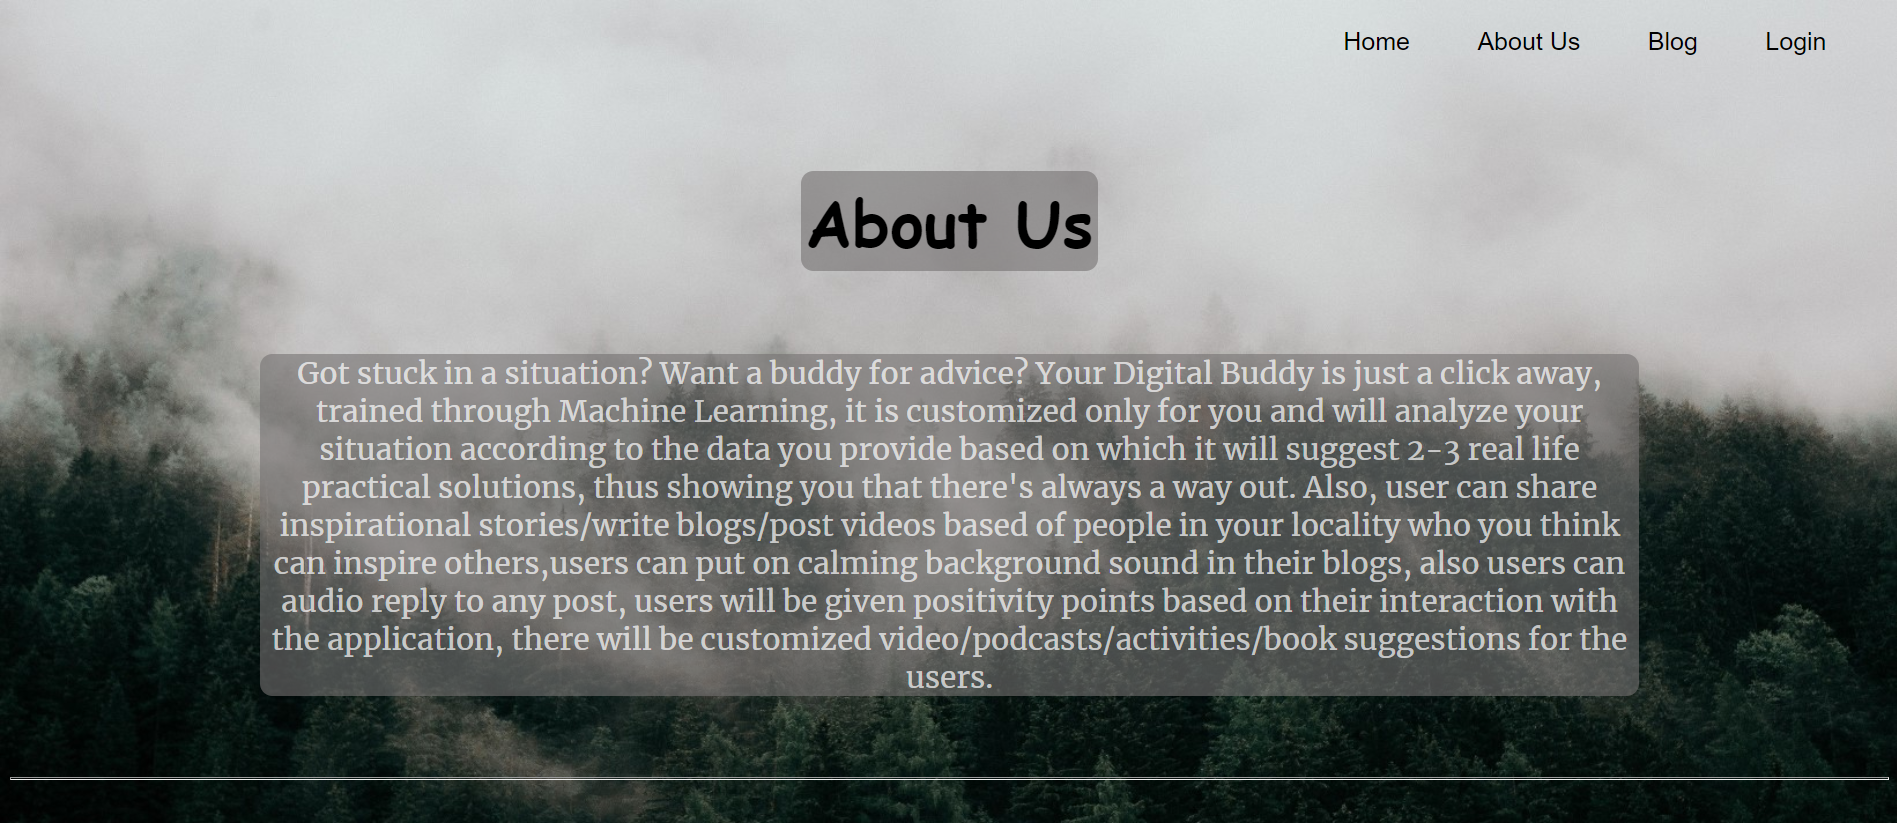 Home About Us Blog Login
About Us
Got stuck in a situation? Want a buddy for advice? Your Digital Buddy is just a click away,
trained through Machine Learning, it is customized only for you and will analyze your
situation according to the data you provide based on which it will suggest 2-3 real life
practical solutions, thus showing you that there's always a way out. Also, user can share
inspirational stories/write blogs/post videos based of people in your locality who you think
can inspire others,users can put on calming background sound in their blogs, also users can
audio reply to any post, users will be given positivity points based on their interaction with
the application, there will be customized video/podcasts/activities/book suggestions for the
users.